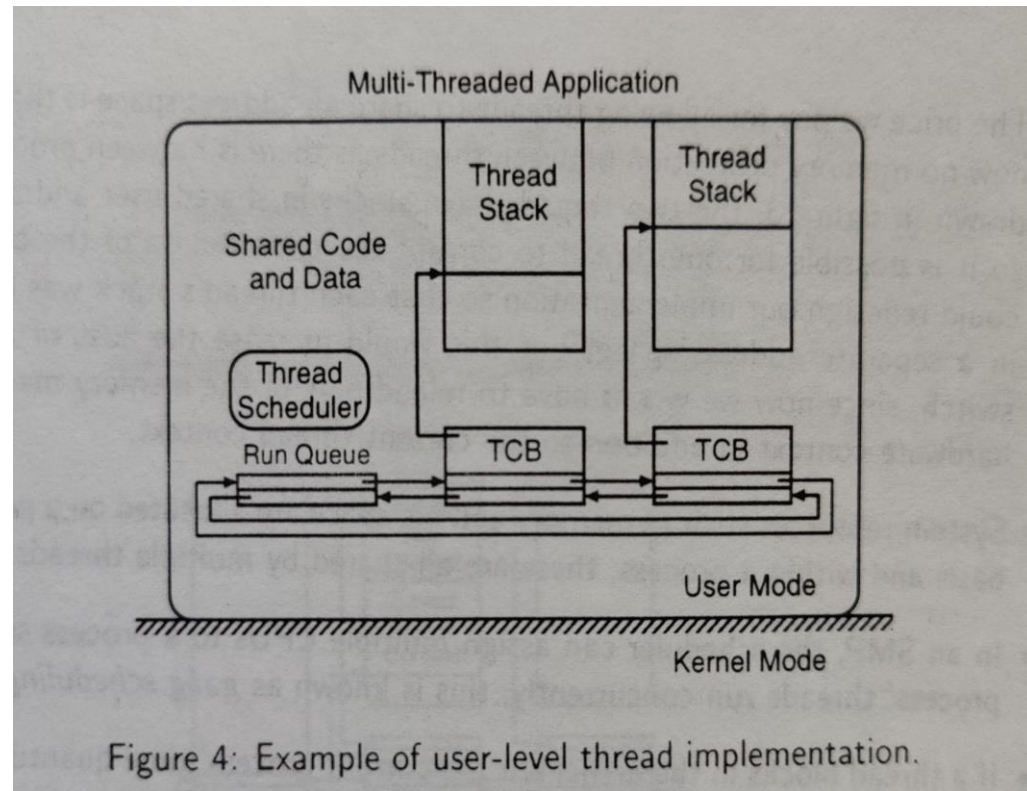 Multi-Threaded Application
Thread
Stack
Thread
Stack
Shared Code
and Data
Thread
Scheduler
Run Queue
TCB
TCB
User Mode
Kernel Mode
Figure 4: Example of user-level thread implementation.